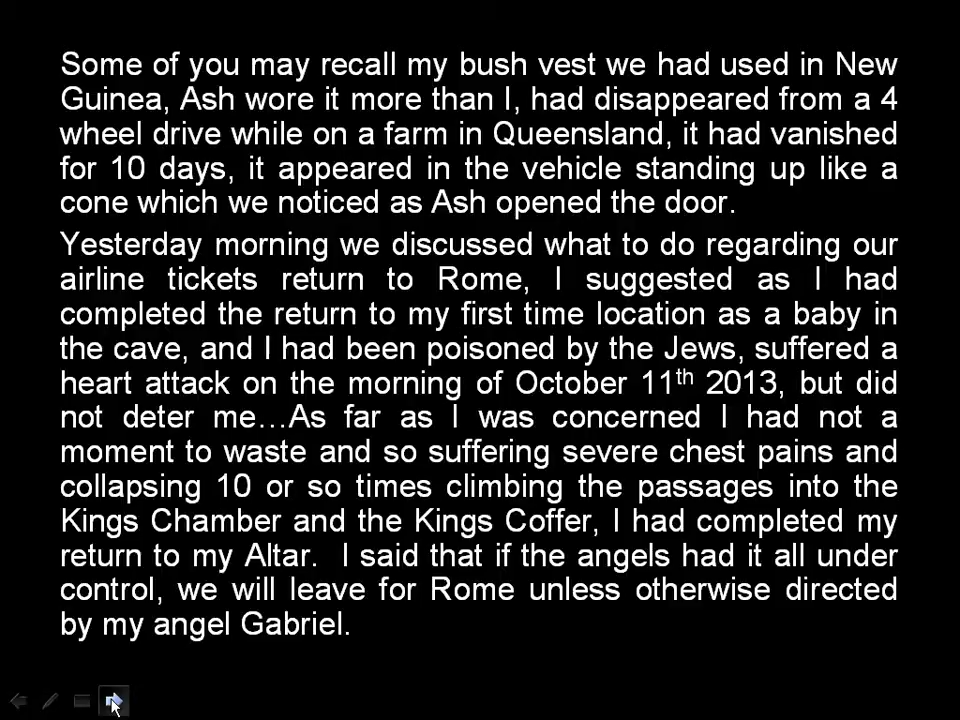 Some of you may recall my bush vest we had used in New
Guinea, Ash wore it more than I, had disappeared from a 4
wheel drive while on a farm in Queensland, it had vanished
for 10 days, it appeared in the vehicle standing up like a
cone which we noticed as Ash opened the door.
Yesterday morning we discussed what to do regarding our
airline tickets return to Rome, I suggested as I had
completed the return to my first time location as a baby in
the cave, and I had been poisoned by the Jews, suffered a
heart attack on the morning of October 11th 2013, but did
not deter me…As far as I was concerned I had not a
moment to waste and so suffering severe chest pains and
collapsing 10 or so times climbing the passages into the
Kings Chamber and the Kings Coffer, I had completed my
return to my Altar.  I said that if the angels had it all under
control, we will leave for Rome unless otherwise directed
by my angel Gabriel.